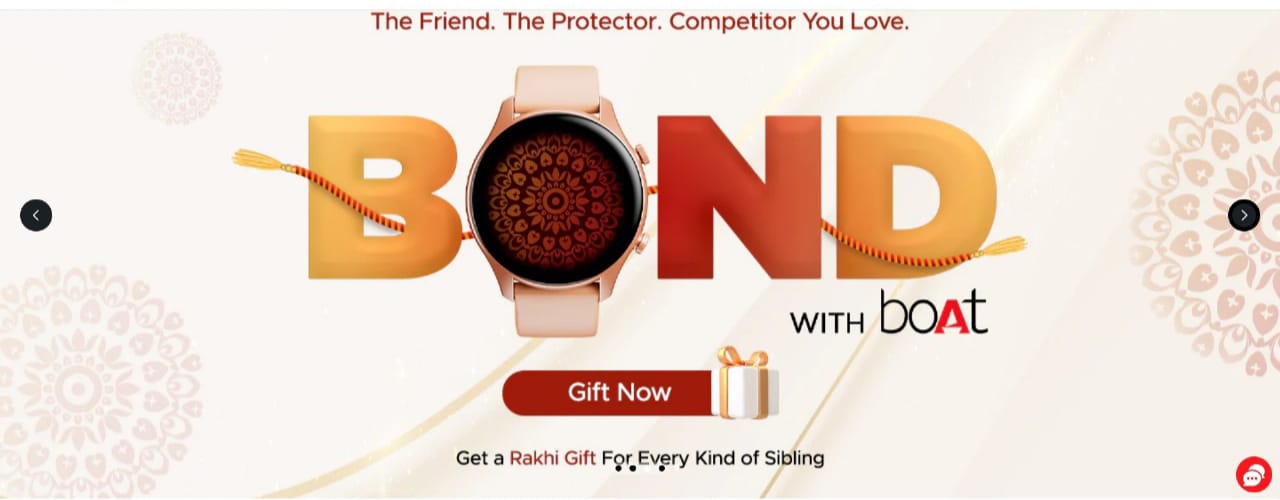 The Friend. The Protector. Competitor You Love.
BOND
WITH boAt
Gift Now
Get a Rakhi Gift For Every Kind of Sibling